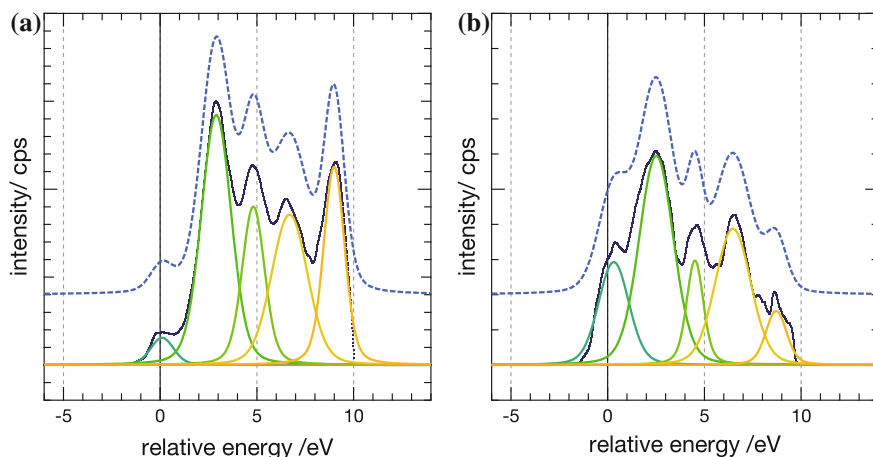 (a)
intensity/ cps
-5 0 5 10
relative energy /eV
(b)
intensity/ cps
-5 0 5 10
relative energy /eV